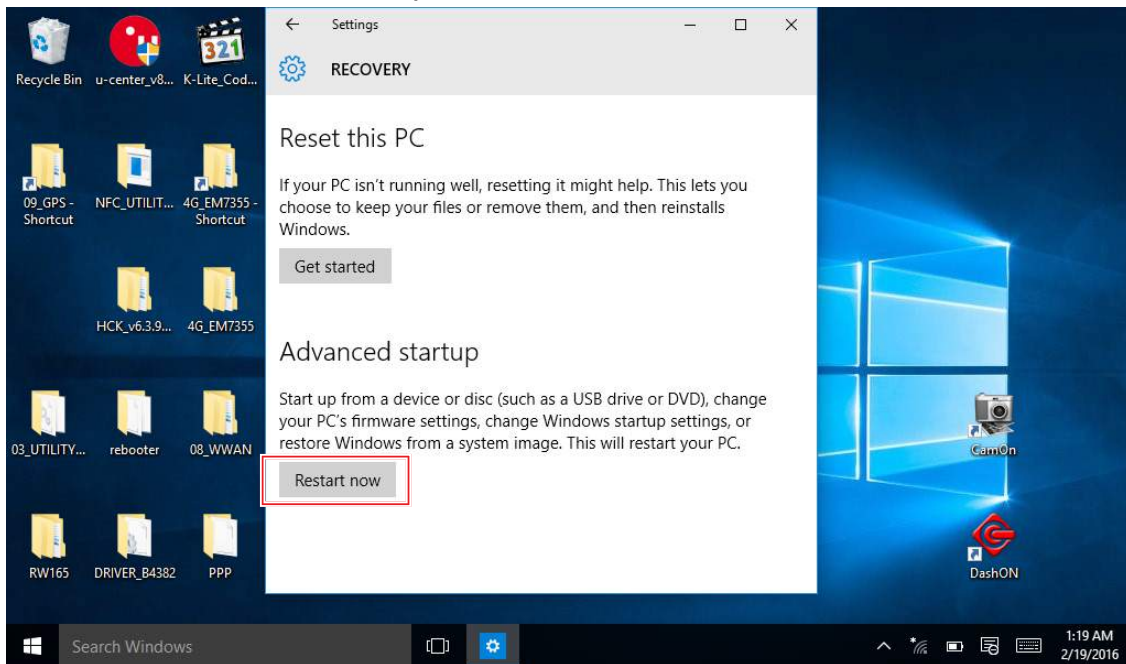 Settings
RECOVERY
Reset this PC
If your PC isn't running well, resetting it might help. This lets you
choose to keep your files or remove them, and then reinstalls
Windows.
Get started
Advanced startup
Start up from a device or disc (such as a USB drive or DVD), change
your PC's firmware settings, change Windows startup settings, or
restore Windows from a system image. This will restart your PC.
Restart now
Recycle Bin
u-center_v8...
321
K-Lite_Cod...
09_GPS -
Shortcut
NFC_UTILIT...
4G_EM7355 -
Shortcut
HCK_v6.3.9...
4G_EM7355
03_UTILITY...
rebooter
08_WWAN
RW165
DRIVER_B4382
PPP
CamOn
DashON
Search Windows
1:19 AM
2/19/2016